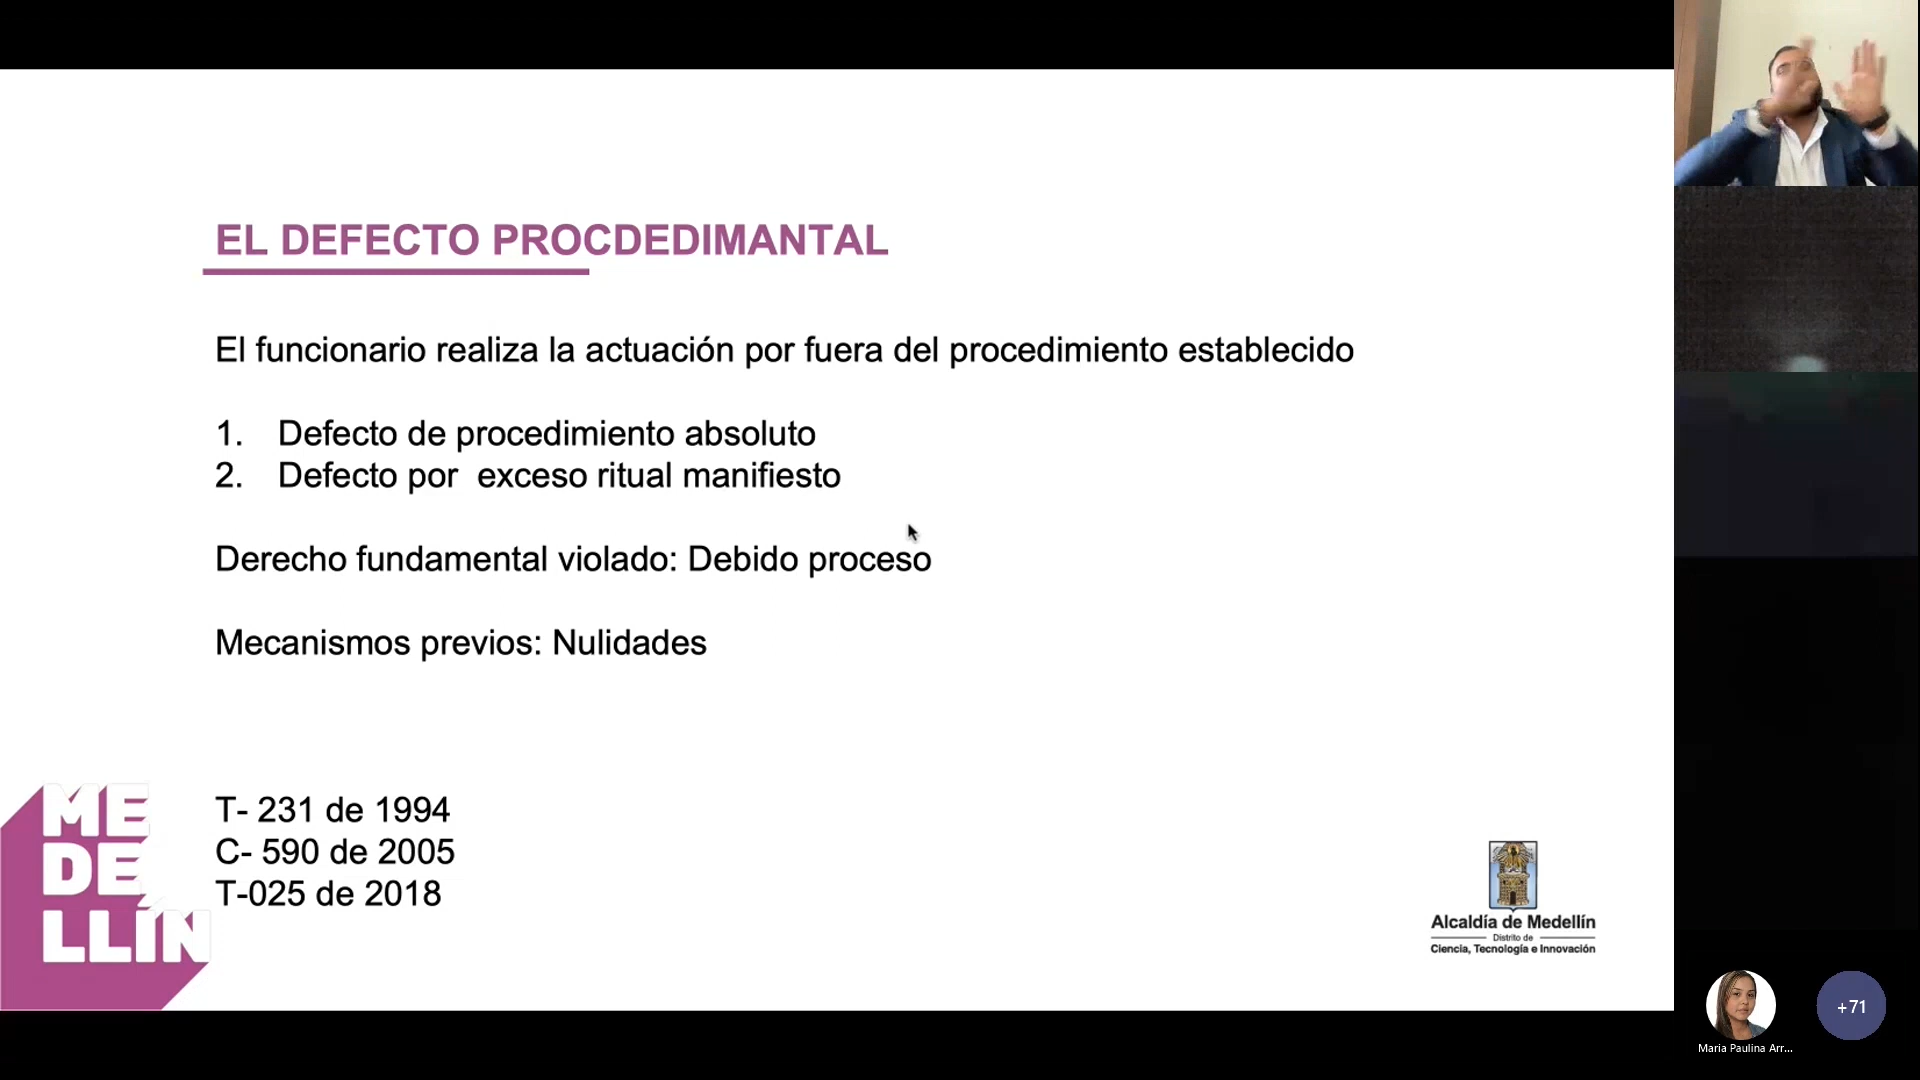 EL DEFECTO PROCDEDIMANTAL
El funcionario realiza la actuación por fuera del procedimiento establecido
1. Defecto de procedimiento absoluto
2. Defecto por  exceso ritual manifiesto
Derecho fundamental violado: Debido proceso
Mecanismos previos: Nulidades
T- 231 de 1994
C- 590 de 2005
T-025 de 2018
ME
DE
LLÍN
Alcaldía de Medellín
Distrito de
Ciencia, Tecnología e Innovación
+71
Maria Paulina Arr...